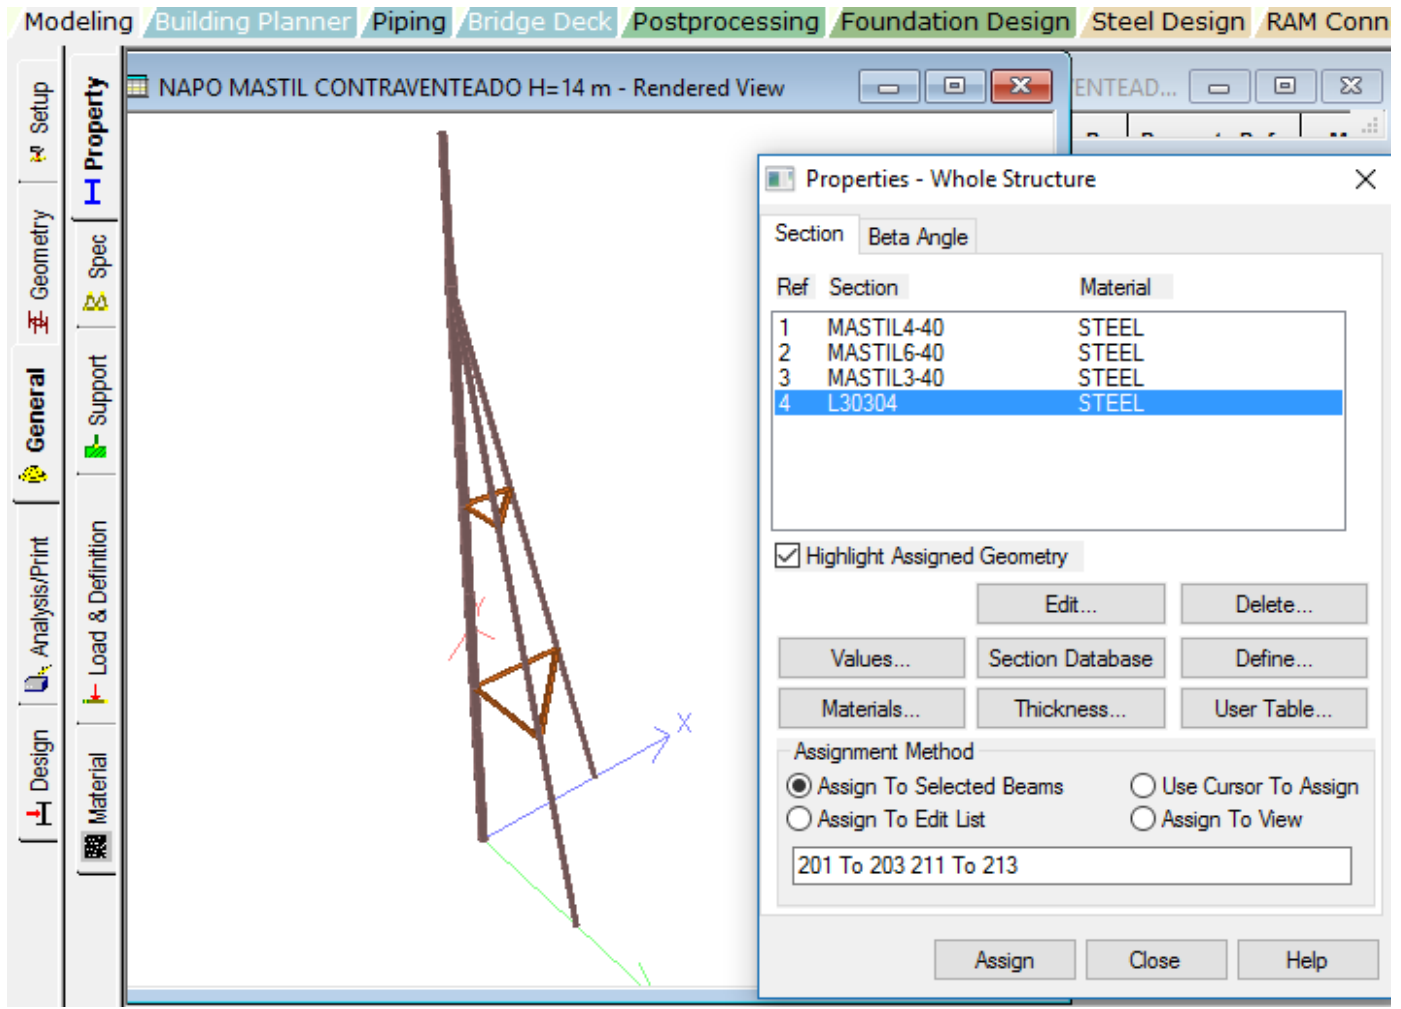 Modeling Building Planner Piping Bridge Deck Postprocessing Foundation Design Steel Design RAM Conn
Setup
Geometry
General
Analysis/Print
Design
Property
Spec
Support
Load & Definition
Material
NAPO MASTIL CONTRAVENTEADO H=14 m - Rendered View
ENTEAD...
Y
X
Properties - Whole Structure
Section Beta Angle
Ref Section Material
1 MASTIL4-40 STEEL
2 MASTIL6-40 STEEL
3 MASTIL3-40 STEEL
4 L30304 STEEL
Highlight Assigned Geometry
Edit... Delete...
Values... Section Database Define...
Materials... Thickness... User Table...
Assignment Method
Assign To Selected Beams Use Cursor To Assign
Assign To Edit List Assign To View
201 To 203 211 To 213
Assign Close Help